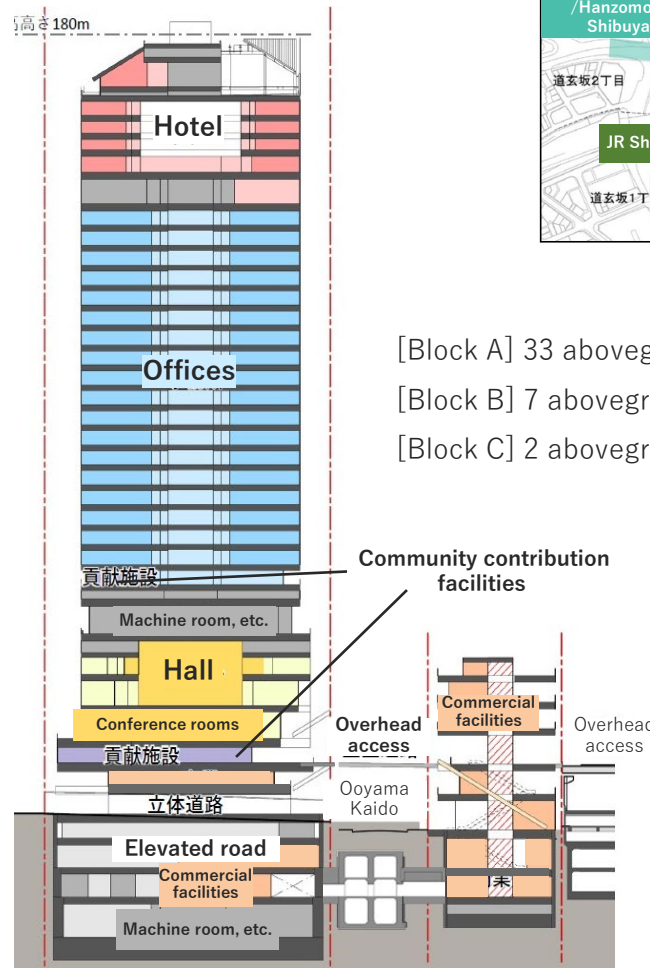 高さ180m
/Hanzomo
Shibuya
道玄坂2丁目
JR Sh
道玄坂1丁
Hotel
[Block A] 33 aboveg
Offices
[Block B] 7 abovegr
[Block C] 2 abovegr
Community contribution
facilities
貢献施設
Machine room, etc.
Hall
Commercial
facilities
Conference rooms
Overhead
access
Overhead
access
貢献施設
Ooyama
Kaido
立体道路
Elevated road
Commercial
facilities
業
Machine room, etc.